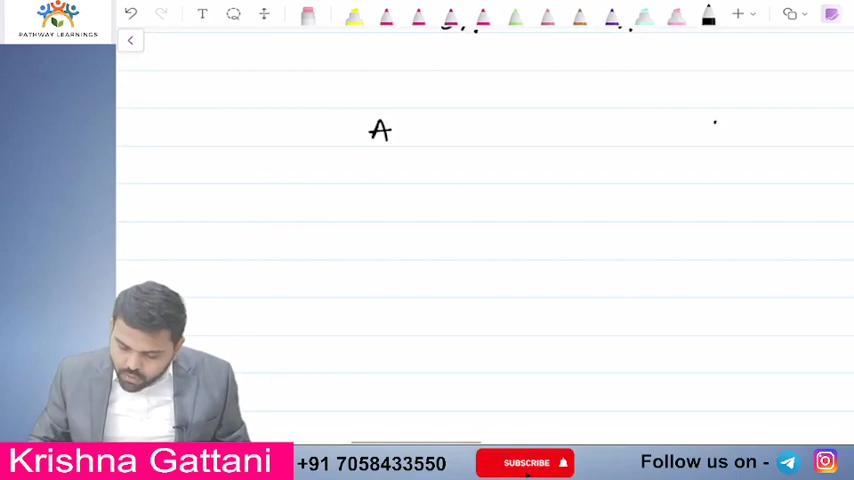 PATHWAY LEARNINGS
T
A
Krishna Gattani
+91 7058433550
SUBSCRIBE
Follow us on -